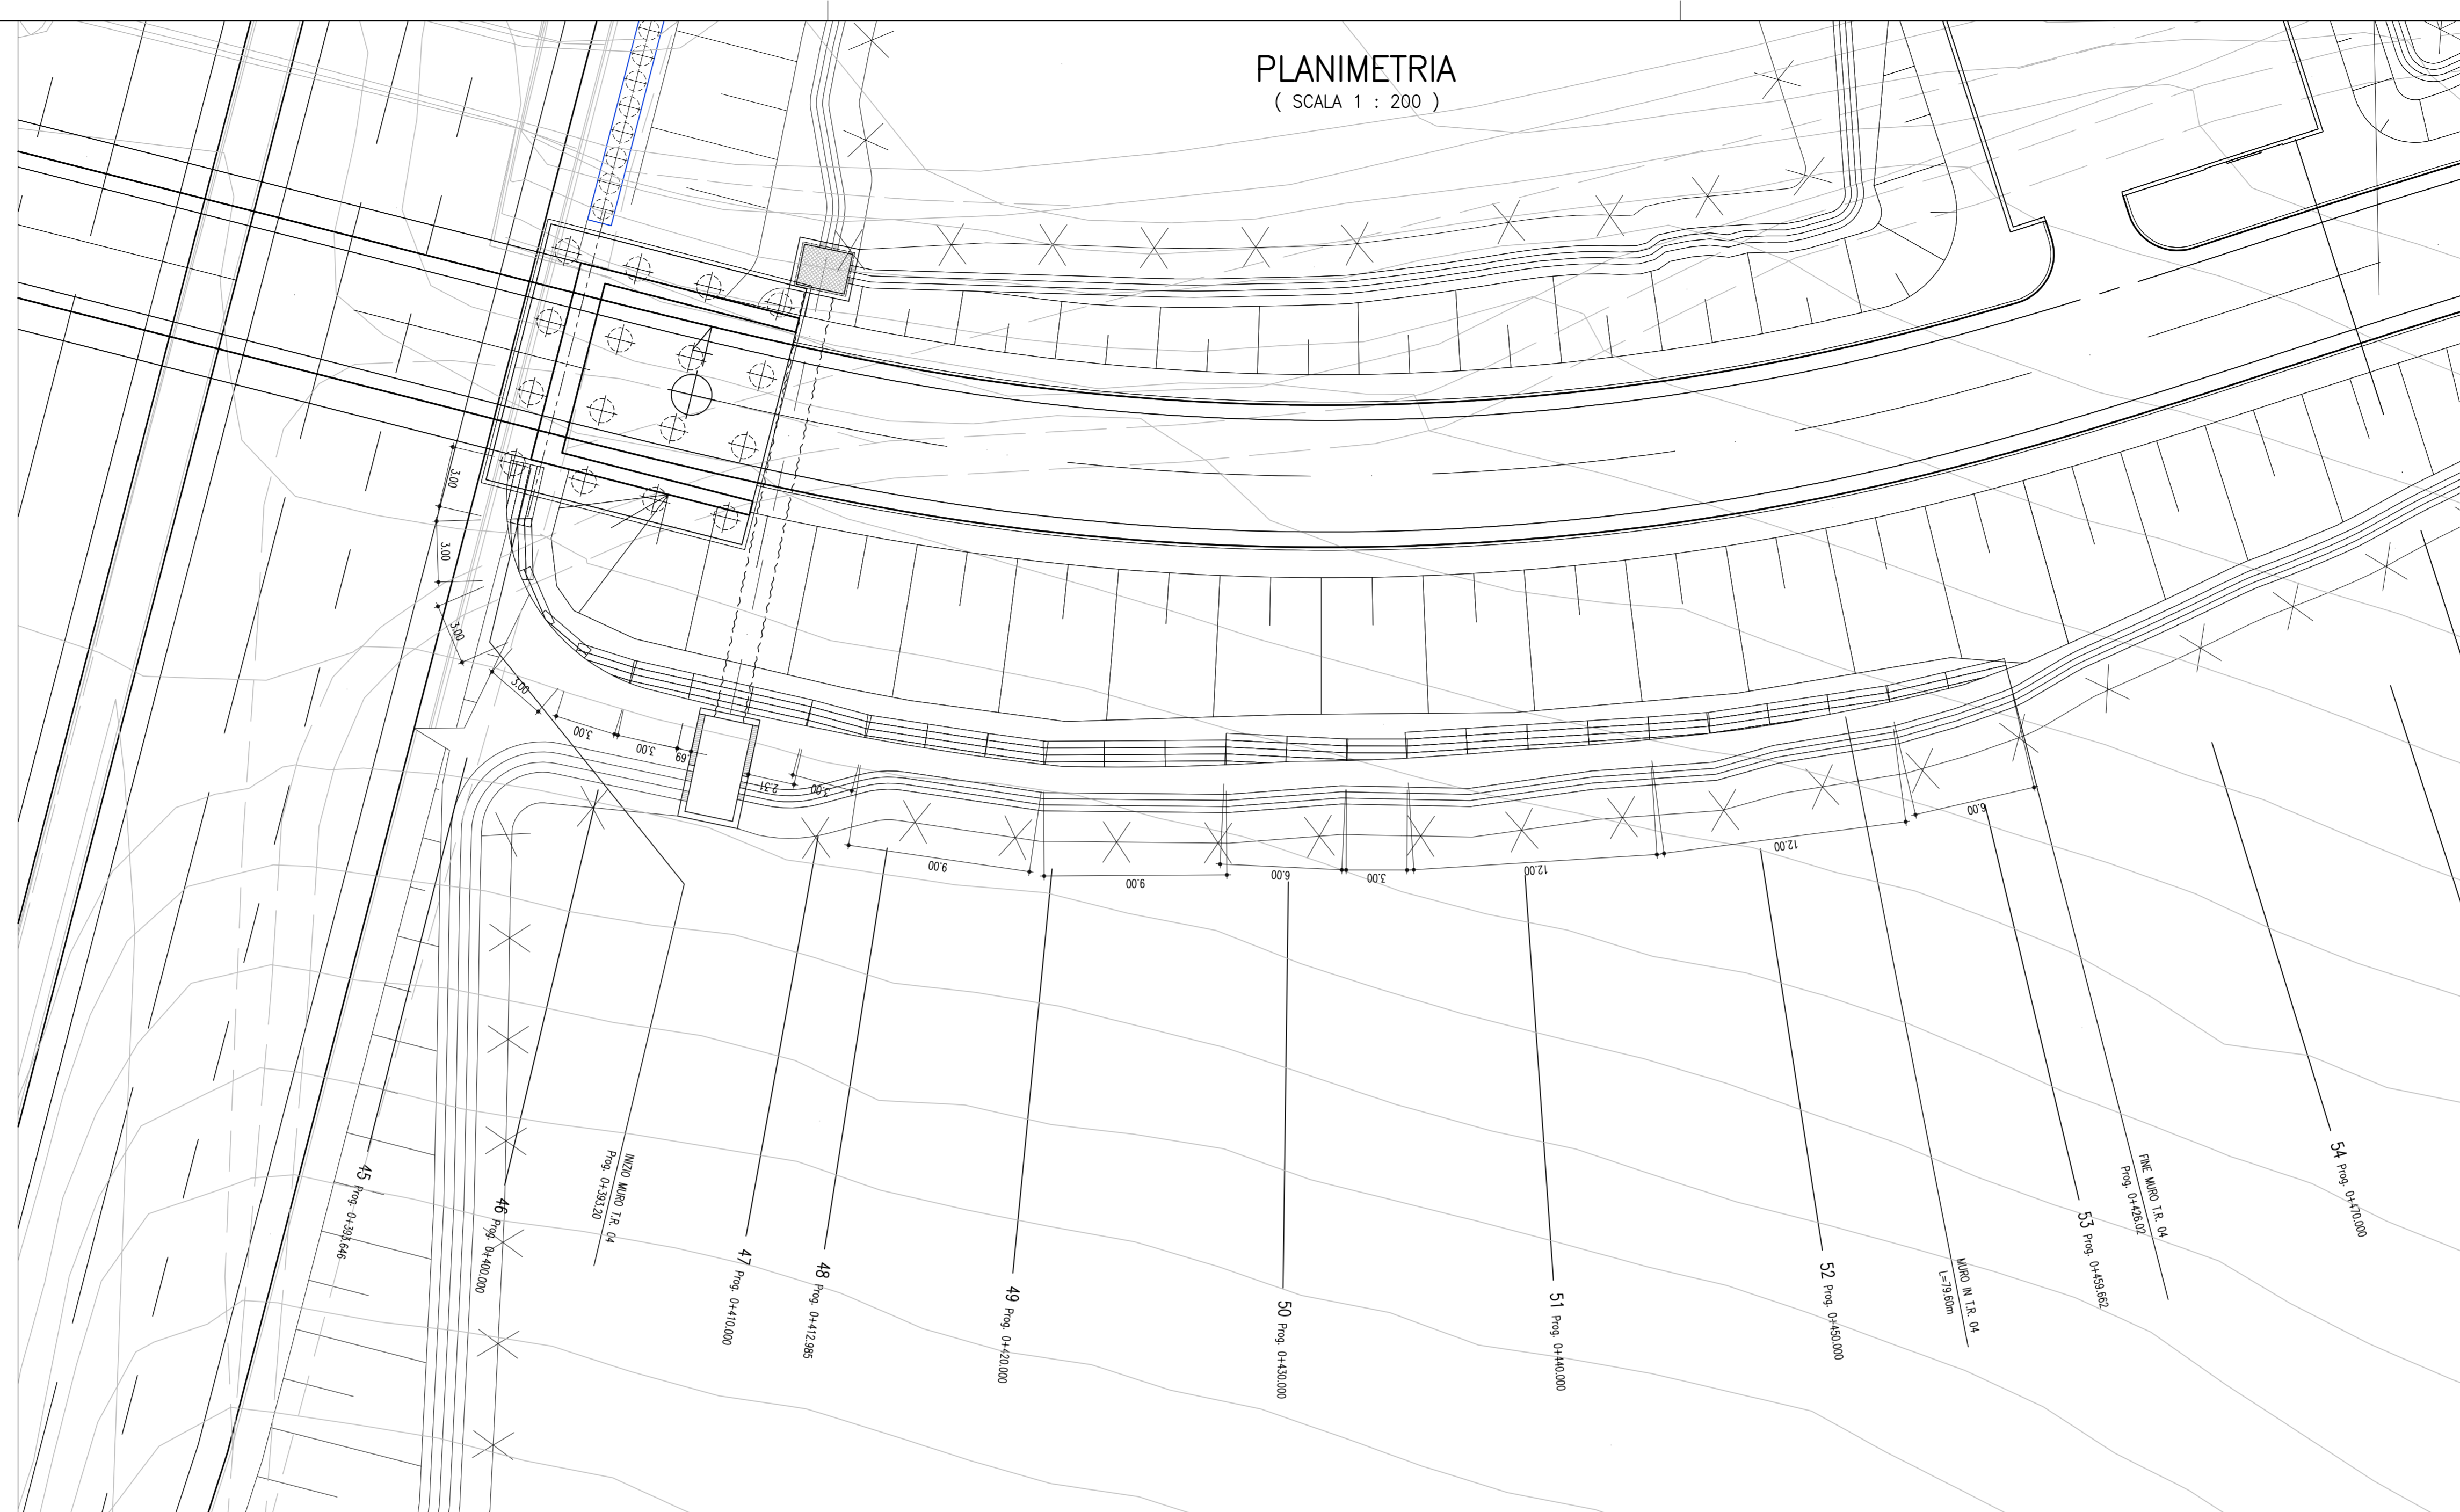 PLANIMETRIA
( SCALA 1 : 200 )
3.00
3.00
3.00
3.00
3.00
3.00
.69
2.31
3.00
9.00
9.00
6.00
3.00
12.00
12.00
6.00
45 Prog. 0+393.646
46 Prog. 0+400.000
INIZIO MURO T.R. 04
Prog. 0+393.20
47 Prog. 0+410.000
48 Prog. 0+412.985
49 Prog. 0+420.000
50 Prog. 0+430.000
51 Prog. 0+440.000
52 Prog. 0+450.000
MURO IN T.R. 04
L=79.60m
53 Prog. 0+459.662
FINE MURO T.R. 04
Prog. 0+426.02
54 Prog. 0+470.000